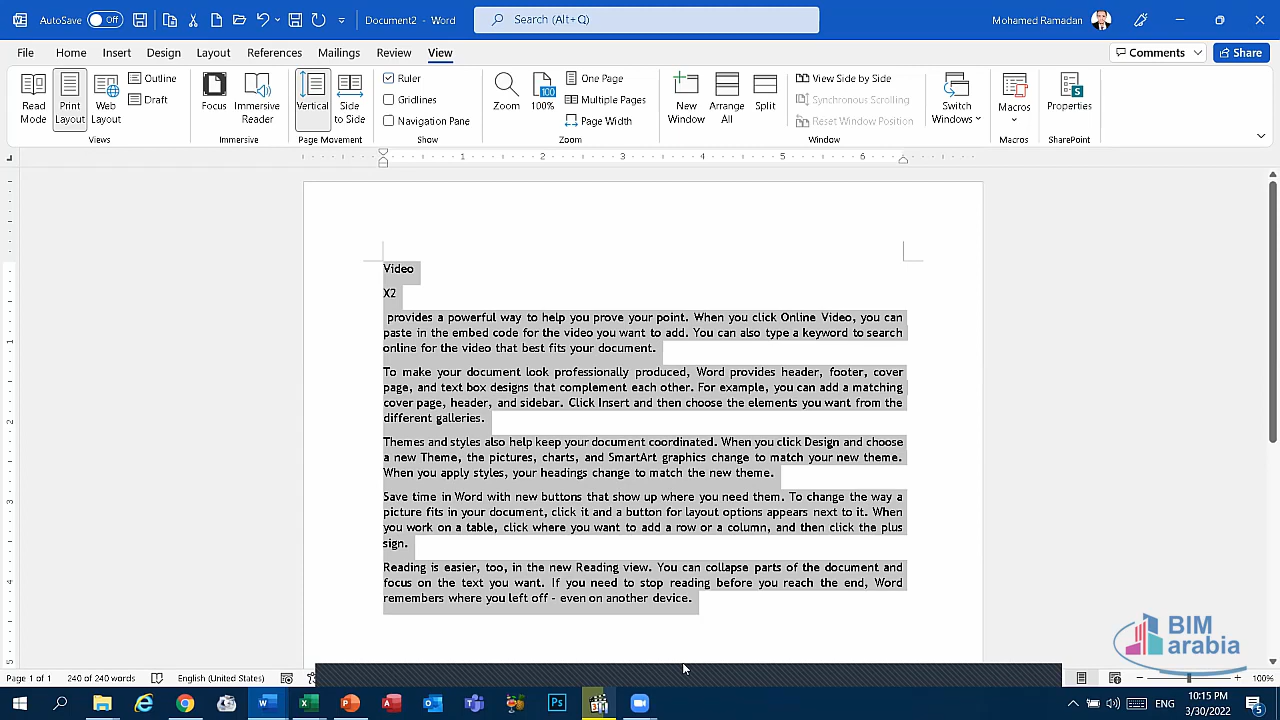 AutoSave Off
Document2 - Word
Search (Alt+Q)
Mohamed Ramadan
File Home Insert Design Layout References Mailings Review View
Comments
Share
Read Mode
Print Layout
Web Layout
Outline
Draft
Views
Focus
Immersive Reader
Immersive
Vertical
Side to Side
Page Movement
Ruler
Gridlines
Navigation Pane
Show
Zoom
100
100%
One Page
Multiple Pages
Page Width
Zoom
New Window
Arrange All
Split
View Side by Side
Synchronous Scrolling
Reset Window Position
Window
Switch Windows
Macros
Macros
Properties
SharePoint
1 2 3 4 5 6
1
2
3
4
5
Video
X2
provides a powerful way to help you prove your point. When you click Online Video, you can
paste in the embed code for the video you want to add. You can also type a keyword to search
online for the video that best fits your document.
To make your document look professionally produced, Word provides header, footer, cover
page, and text box designs that complement each other. For example, you can add a matching
cover page, header, and sidebar. Click Insert and then choose the elements you want from the
different galleries.
Themes and styles also help keep your document coordinated. When you click Design and choose
a new Theme, the pictures, charts, and SmartArt graphics change to match your new theme.
When you apply styles, your headings change to match the new theme.
Save time in Word with new buttons that show up where you need them. To change the way a
picture fits in your document, click it and a button for layout options appears next to it. When
you work on a table, click where you want to add a row or a column, and then click the plus
sign.
Reading is easier, too, in the new Reading view. You can collapse parts of the document and
focus on the text you want. If you need to stop reading before you reach the end, Word
remembers where you left off - even on another device.
BIM
arabia
Page 1 of 1
240 of 240 words
English (United States)
100%
Ps
ENG
10:15 PM
3/30/2022
5